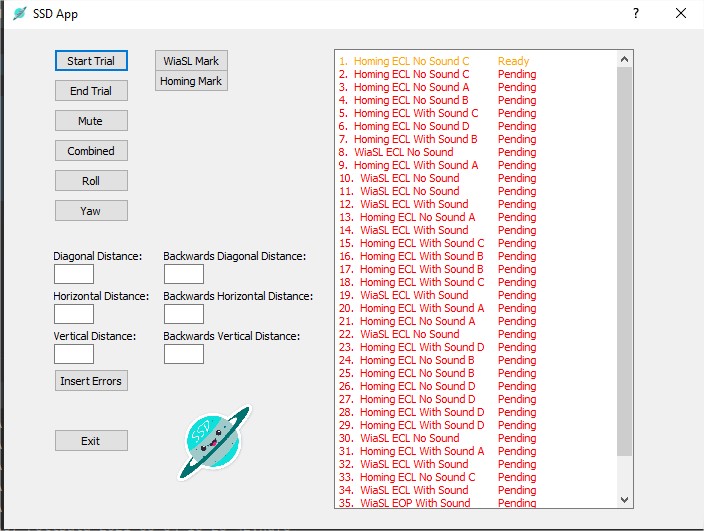 SSD App
Start Trial
WiaSL Mark
Homing Mark
End Trial
Mute
Combined
Roll
Yaw
Diagonal Distance:
Backwards Diagonal Distance:
Horizontal Distance:
Backwards Horizontal Distance:
Vertical Distance:
Backwards Vertical Distance:
Insert Errors
Exit
SSD
1. Homing ECL No Sound C Ready
2. Homing ECL No Sound C Pending
3. Homing ECL No Sound A Pending
4. Homing ECL No Sound B Pending
5. Homing ECL With Sound C Pending
6. Homing ECL No Sound D Pending
7. Homing ECL With Sound B Pending
8. WiaSL ECL No Sound Pending
9. Homing ECL With Sound A Pending
10. WiaSL ECL No Sound Pending
11. WiaSL ECL No Sound Pending
12. WiaSL ECL With Sound Pending
13. Homing ECL No Sound A Pending
14. WiaSL ECL With Sound Pending
15. Homing ECL With Sound C Pending
16. Homing ECL With Sound B Pending
17. Homing ECL With Sound B Pending
18. Homing ECL With Sound C Pending
19. WiaSL ECL With Sound Pending
20. Homing ECL With Sound A Pending
21. Homing ECL No Sound A Pending
22. WiaSL ECL No Sound Pending
23. Homing ECL With Sound D Pending
24. Homing ECL No Sound B Pending
25. Homing ECL No Sound B Pending
26. Homing ECL No Sound D Pending
27. Homing ECL No Sound D Pending
28. Homing ECL With Sound D Pending
29. Homing ECL With Sound D Pending
30. WiaSL ECL No Sound Pending
31. Homing ECL With Sound A Pending
32. WiaSL ECL With Sound Pending
33. Homing ECL No Sound C Pending
34. WiaSL ECL With Sound Pending
35. WiaSL EOP With Sound Pending